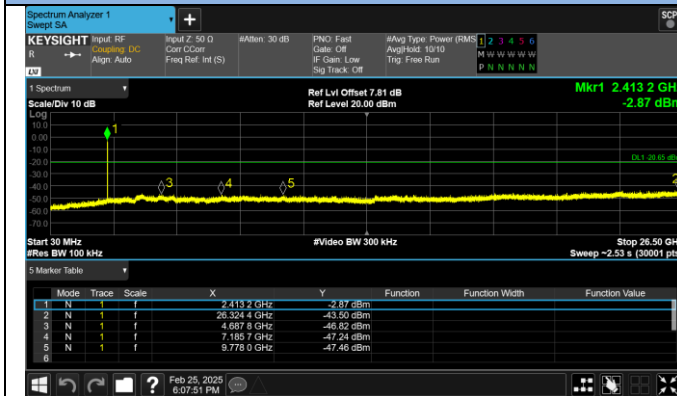 Spectrum Analyzer 1
Swept SA
+
SCP
KEYSIGHT Input: RF Input Z: 50 Ω #Atten: 30 dB PNO: Fast #Avg Type: Power (RMS 1 2 3 4 5 6
R Coupling: DC Corr CCorr Gate: Off Avg|Hold: 10/10 M W W W W W
Align: Auto Freq Ref: Int (S) IF Gain: Low Trig: Free Run
Sig Track: Off P N N N N N
LXI
1 Spectrum Ref Lvl Offset 7.81 dB Mkr1 2.413 2 GH
Scale/Div 10 dB Ref Level 20.00 dBm -2.87 dBm
Log
10.0 1
0.00
-10.0
-20.0 DL1 -20.65 dB
-30.0
-40.0 3 4 5 2
-50.0
-60.0
-70.0
Start 30 MHz #Video BW 300 kHz Stop 26.50 GH
#Res BW 100 kHz Sweep ~2.53 s (30001 pts
5 Marker Table
Mode Trace Scale X Y Function Function Width Function Value
1 N 1 f 2.413 2 GHz -2.87 dBm
2 N 1 f 26.324 4 GHz -43.50 dBm
3 N 1 f 4.687 8 GHz -46.82 dBm
4 N 1 f 7.185 7 GHz -47.24 dBm
5 N 1 f 9.778 0 GHz -47.46 dBm
6
? Feb 25, 2025
6:07:51 PM